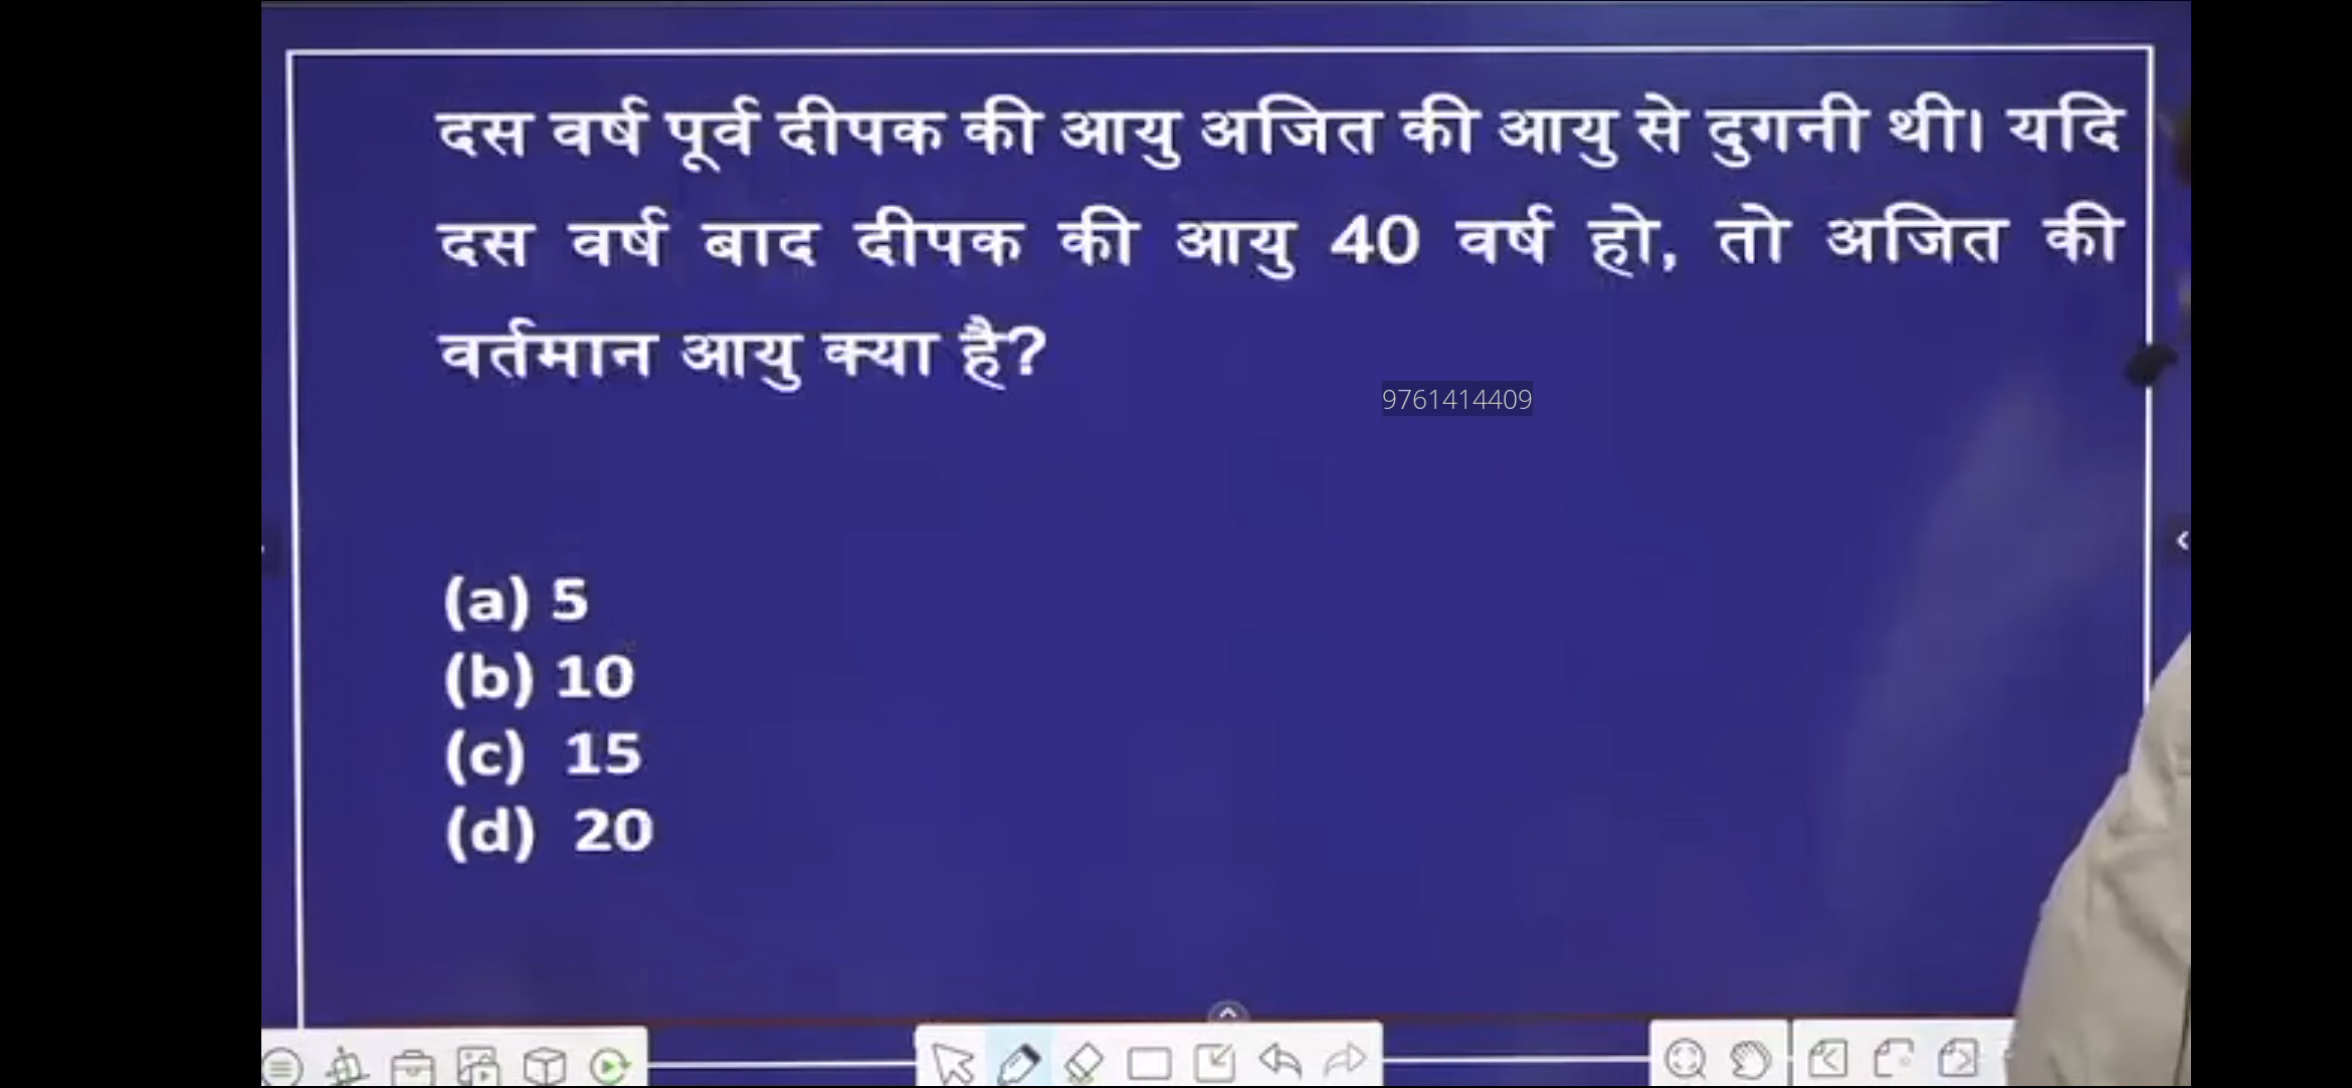 दस वर्ष पूर्व दीपक की आयु अजित की आयु से दुगनी थी। यदि
दस वर्ष बाद दीपक की आयु 40 वर्ष हो, तो अजित की
वर्तमान आयु क्या है?
9761414409
(a) 5
(b) 10
(c) 15
(d) 20